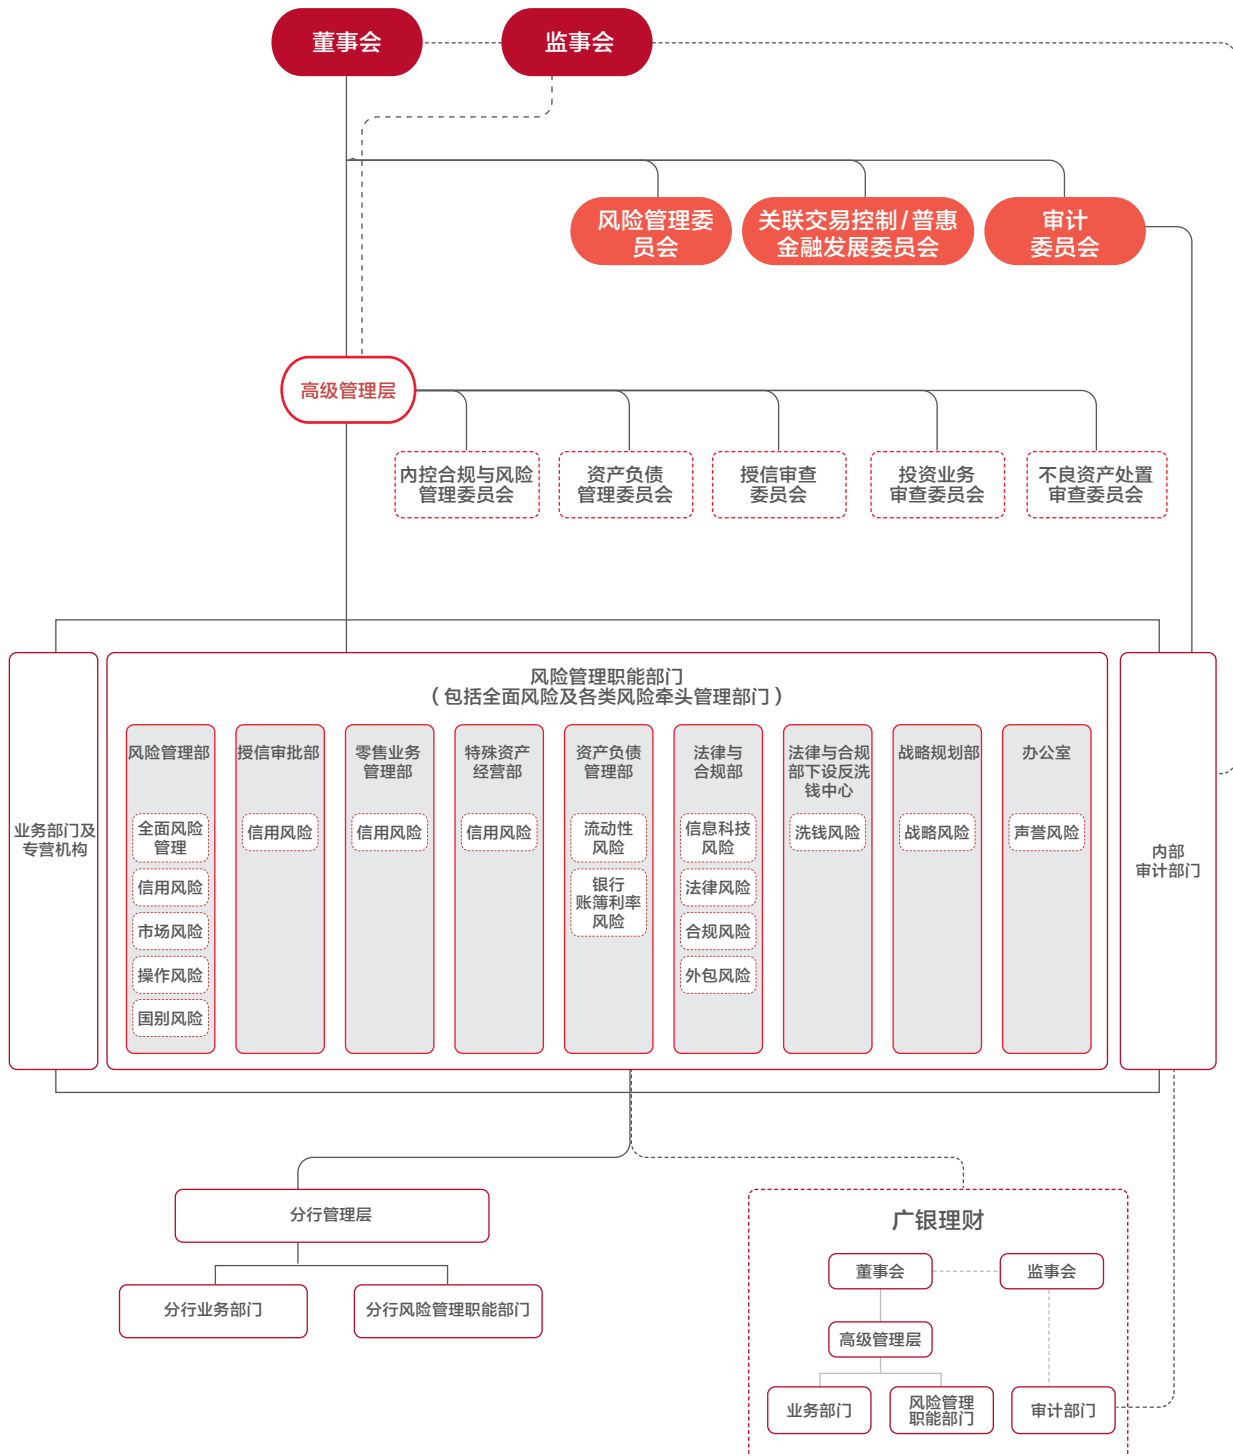 董事会
监事会
风险管理委
员会
关联交易控制/普惠
金融发展委员会
审计
委员会
高级管理层
内控合规与风险
管理委员会
资产负债
管理委员会
授信审查
委员会
投资业务
审查委员会
不良资产处置
审查委员会
业务部门及
专营机构
风险管理职能部门
（包括全面风险及各类风险牵头管理部门）
风险管理部
全面风险
管理
信用风险
市场风险
操作风险
国别风险
授信审批部
信用风险
零售业务
管理部
信用风险
特殊资产
经营部
信用风险
资产负债
管理部
流动性
风险
银行
账簿利率
风险
法律与
合规部
信息科技
风险
法律风险
合规风险
外包风险
法律与合规
部下设反洗
钱中心
洗钱风险
战略规划部
战略风险
办公室
声誉风险
内部
审计部门
分行管理层
分行业务部门
分行风险管理职能部门
广银理财
董事会
监事会
高级管理层
业务部门
风险管理
职能部门
审计部门